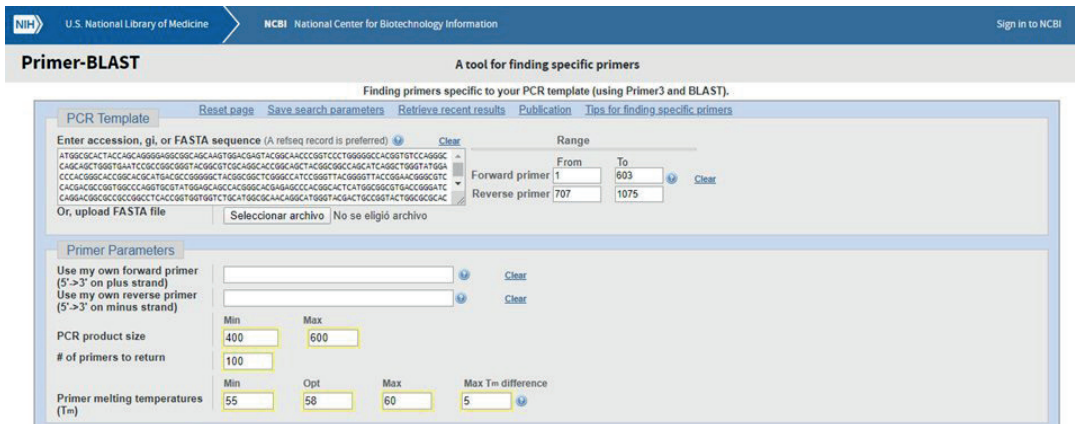 NIH U.S. National Library of Medicine NCBI National Center for Biotechnology Information Sign in to NCBI
Primer-BLAST A tool for finding specific primers
Finding primers specific to your PCR template (using Primer3 and BLAST).
PCR Template Reset page Save search parameters Retrieve recent results Publication Tips for finding specific primers
Enter accession, gi, or FASTA sequence (A refseq record is preferred) Clear Range
ATGGCGCACTACCAGCAGGGGAGGCGGCAGCAAGTGGACGAGTACGGCAACCCGGTCCCTGGGGGCCACGGTGTCCAGGGC
CAGCAGCTGGGTGAATCCGCCGGCGGGTACGGCGTCGCAGGCACCGGCAGCTACGGCGGCCAGCATCAGGCTGGGTATGGA
CCCACGGGCACCGGCACGCATGACGCCGGGGGCTACGGCGGCTCGGGCCATCCCGGGTTACGGGGTTACCGGAACGGGCGTC
CACGACGCCGGTGGCCCAGGTGCGTATGGAGCAGCCACGGGCACGAGAGCCCACGGCACTCATGGCGGCGTGACCGGGATC
CAGGACGGCGCCGCCGGCCTCACCGGTGGTGGTCTGCATGGCGCAACAGGCATGGGTACGACTGCCGGTACTGGCGCGCAC
From To
Forward primer 1 603 Clear
Reverse primer 707 1075
Or, upload FASTA file Seleccionar archivo No se eligió archivo
Primer Parameters
Use my own forward primer Clear
(5'->3' on plus strand)
Use my own reverse primer Clear
(5'->3' on minus strand)
Min Max
PCR product size 400 600
# of primers to return 100
Min Opt Max Max Tm difference
Primer melting temperatures 55 58 60 5
(Tm)